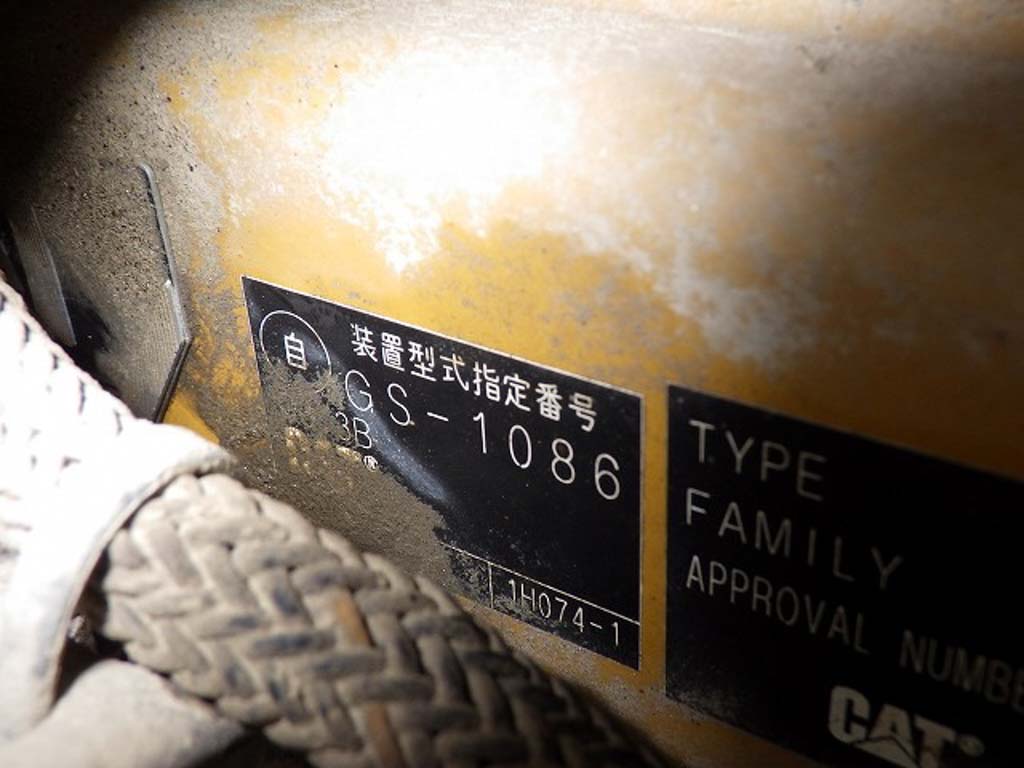 自 装置型式指定番号
GS-1086
3B
1H074-1
TYPE
FAMILY
APPROVAL NUMBE
CAT®